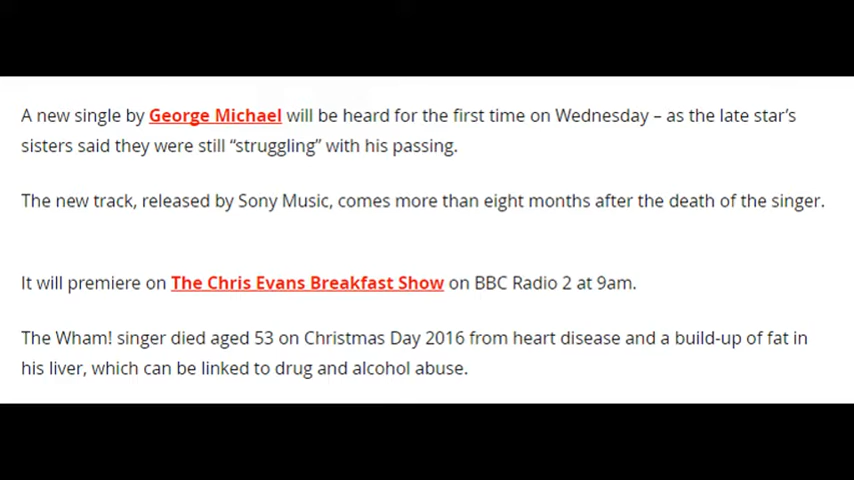 A new single by George Michael will be heard for the first time on Wednesday – as the late star’s
sisters said they were still “struggling” with his passing.
The new track, released by Sony Music, comes more than eight months after the death of the singer.
It will premiere on The Chris Evans Breakfast Show on BBC Radio 2 at 9am.
The Wham! singer died aged 53 on Christmas Day 2016 from heart disease and a build-up of fat in
his liver, which can be linked to drug and alcohol abuse.